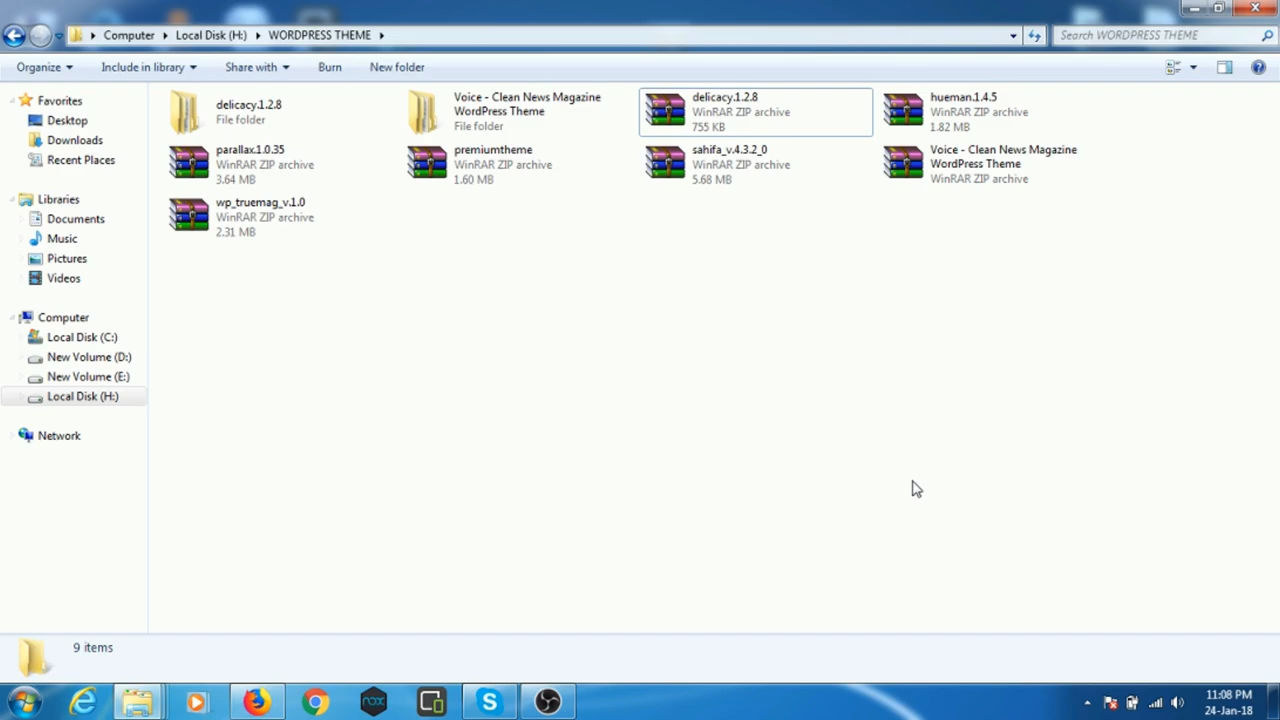 Computer Local Disk (H:) WORDPRESS THEME
Search WORDPRESS THEME
Organize Include in library Share with Burn New folder
Favorites
Desktop
Downloads
Recent Places
Libraries
Documents
Music
Pictures
Videos
Computer
Local Disk (C:)
New Volume (D:)
New Volume (E:)
Local Disk (H:)
Network
delicacy.1.2.8
File folder
Voice - Clean News Magazine
WordPress Theme
File folder
delicacy.1.2.8
WinRAR ZIP archive
755 KB
hueman.1.4.5
WinRAR ZIP archive
1.82 MB
parallax.1.0.35
WinRAR ZIP archive
3.64 MB
premiumtheme
WinRAR ZIP archive
1.60 MB
sahifa_v.4.3.2_0
WinRAR ZIP archive
5.68 MB
Voice - Clean News Magazine
WordPress Theme
WinRAR ZIP archive
wp_truemag_v.1.0
WinRAR ZIP archive
2.31 MB
9 items
nox
11:08 PM
24-Jan-18